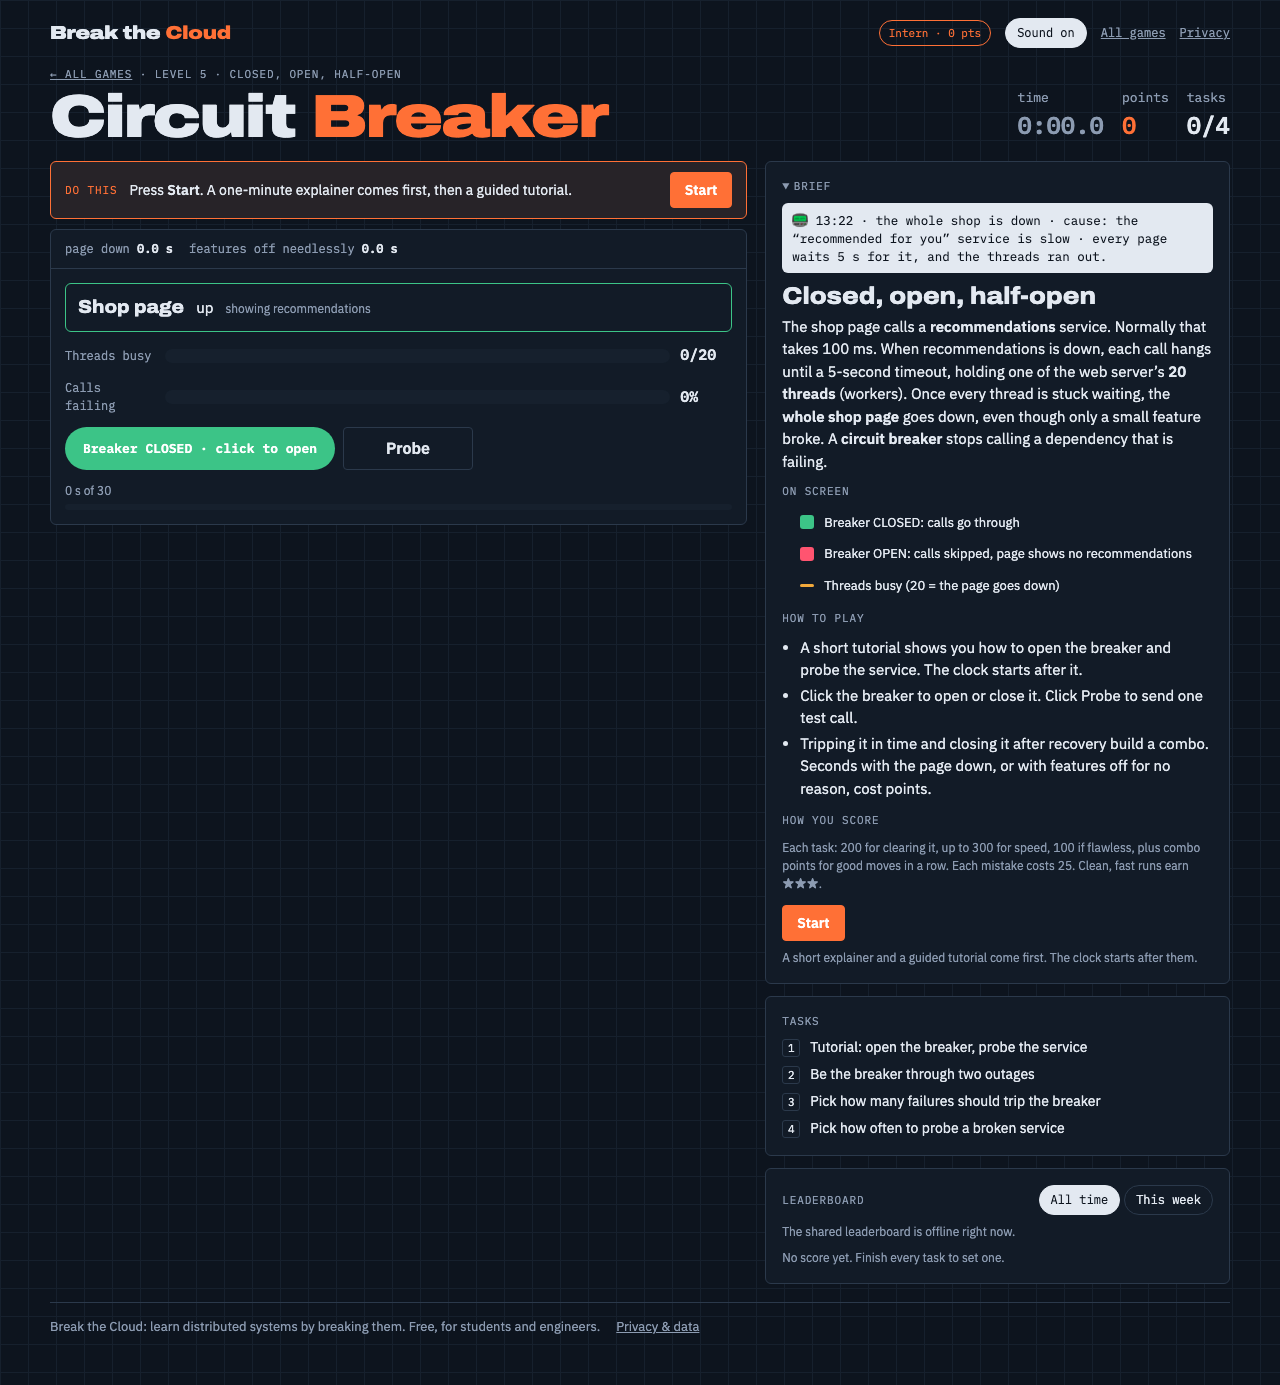 Break the Cloud
Intern · 0 pts
Sound on
All games
Privacy
← ALL GAMES · LEVEL 5 · CLOSED, OPEN, HALF-OPEN
Circuit Breaker
time
0:00.0
points
0
tasks
0/4
DO THIS Press Start. A one-minute explainer comes first, then a guided tutorial.
Start
page down 0.0 s features off needlessly 0.0 s
Shop page up showing recommendations
Threads busy 0/20
Calls
failing 0%
Breaker CLOSED · click to open
Probe
0 s of 30
▼ BRIEF
13:22 · the whole shop is down · cause: the
“recommended for you” service is slow · every page
waits 5 s for it, and the threads ran out.
Closed, open, half-open
The shop page calls a recommendations service. Normally that
takes 100 ms. When recommendations is down, each call hangs
until a 5-second timeout, holding one of the web server’s 20
threads (workers). Once every thread is stuck waiting, the
whole shop page goes down, even though only a small feature
broke. A circuit breaker stops calling a dependency that is
failing.
ON SCREEN
Breaker CLOSED: calls go through
Breaker OPEN: calls skipped, page shows no recommendations
Threads busy (20 = the page goes down)
HOW TO PLAY
• A short tutorial shows you how to open the breaker and
probe the service. The clock starts after it.
• Click the breaker to open or close it. Click Probe to send one
test call.
• Tripping it in time and closing it after recovery build a combo.
Seconds with the page down, or with features off for no
reason, cost points.
HOW YOU SCORE
Each task: 200 for clearing it, up to 300 for speed, 100 if flawless, plus combo
points for good moves in a row. Each mistake costs 25. Clean, fast runs earn
★★★.
Start
A short explainer and a guided tutorial come first. The clock starts after them.
TASKS
1 Tutorial: open the breaker, probe the service
2 Be the breaker through two outages
3 Pick how many failures should trip the breaker
4 Pick how often to probe a broken service
LEADERBOARD
All time
This week
The shared leaderboard is offline right now.
No score yet. Finish every task to set one.
Break the Cloud: learn distributed systems by breaking them. Free, for students and engineers. Privacy & data